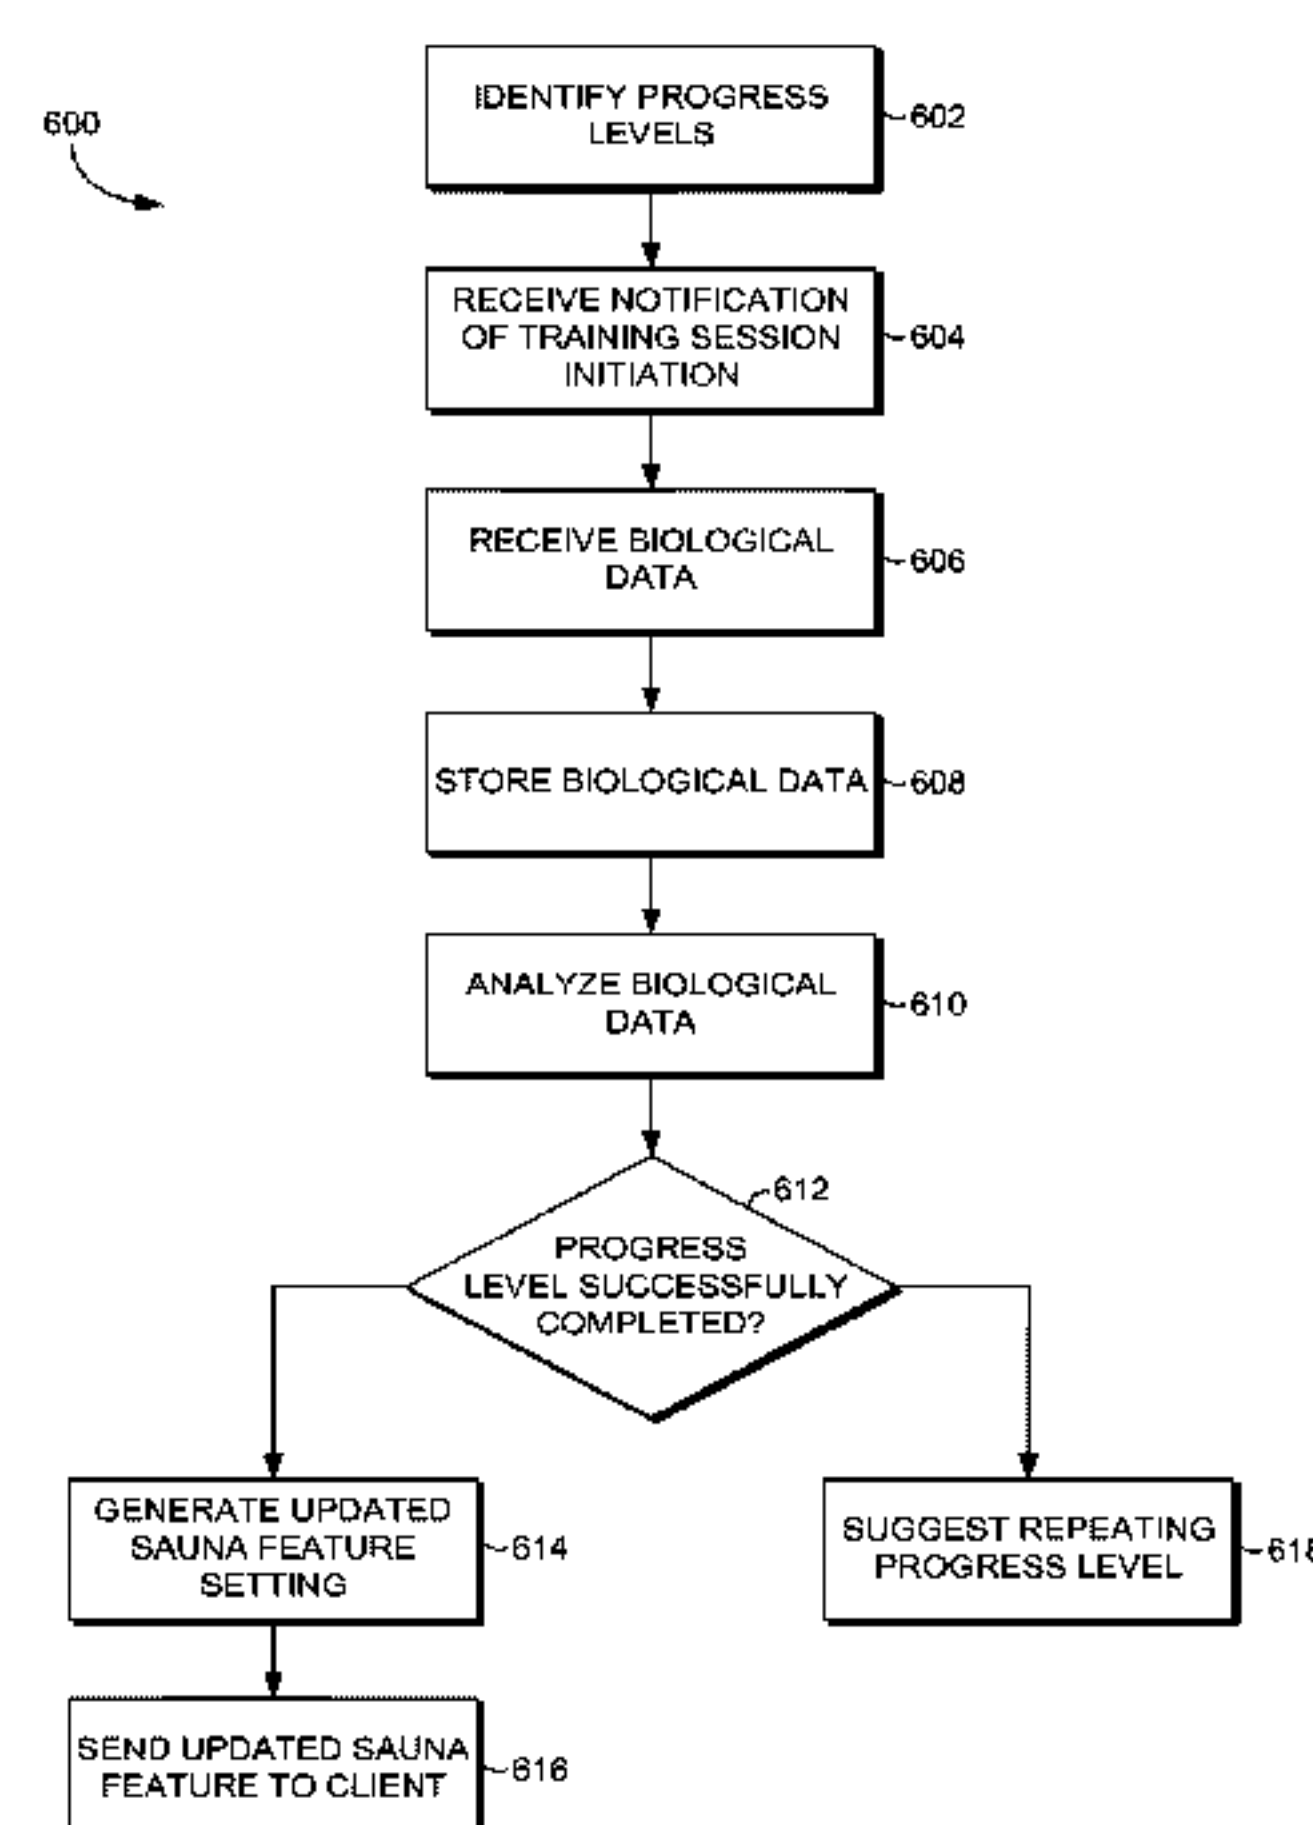 600
IDENTIFY PROGRESS
LEVELS
602
RECEIVE NOTIFICATION
OF TRAINING SESSION
INITIATION
604
RECEIVE BIOLOGICAL
DATA
606
STORE BIOLOGICAL DATA
608
ANALYZE BIOLOGICAL
DATA
610
612
PROGRESS
LEVEL SUCCESSFULLY
COMPLETED?
GENERATE UPDATED
SAUNA FEATURE
SETTING
614
SUGGEST REPEATING
PROGRESS LEVEL
618
SEND UPDATED SAUNA
FEATURE TO CLIENT
616